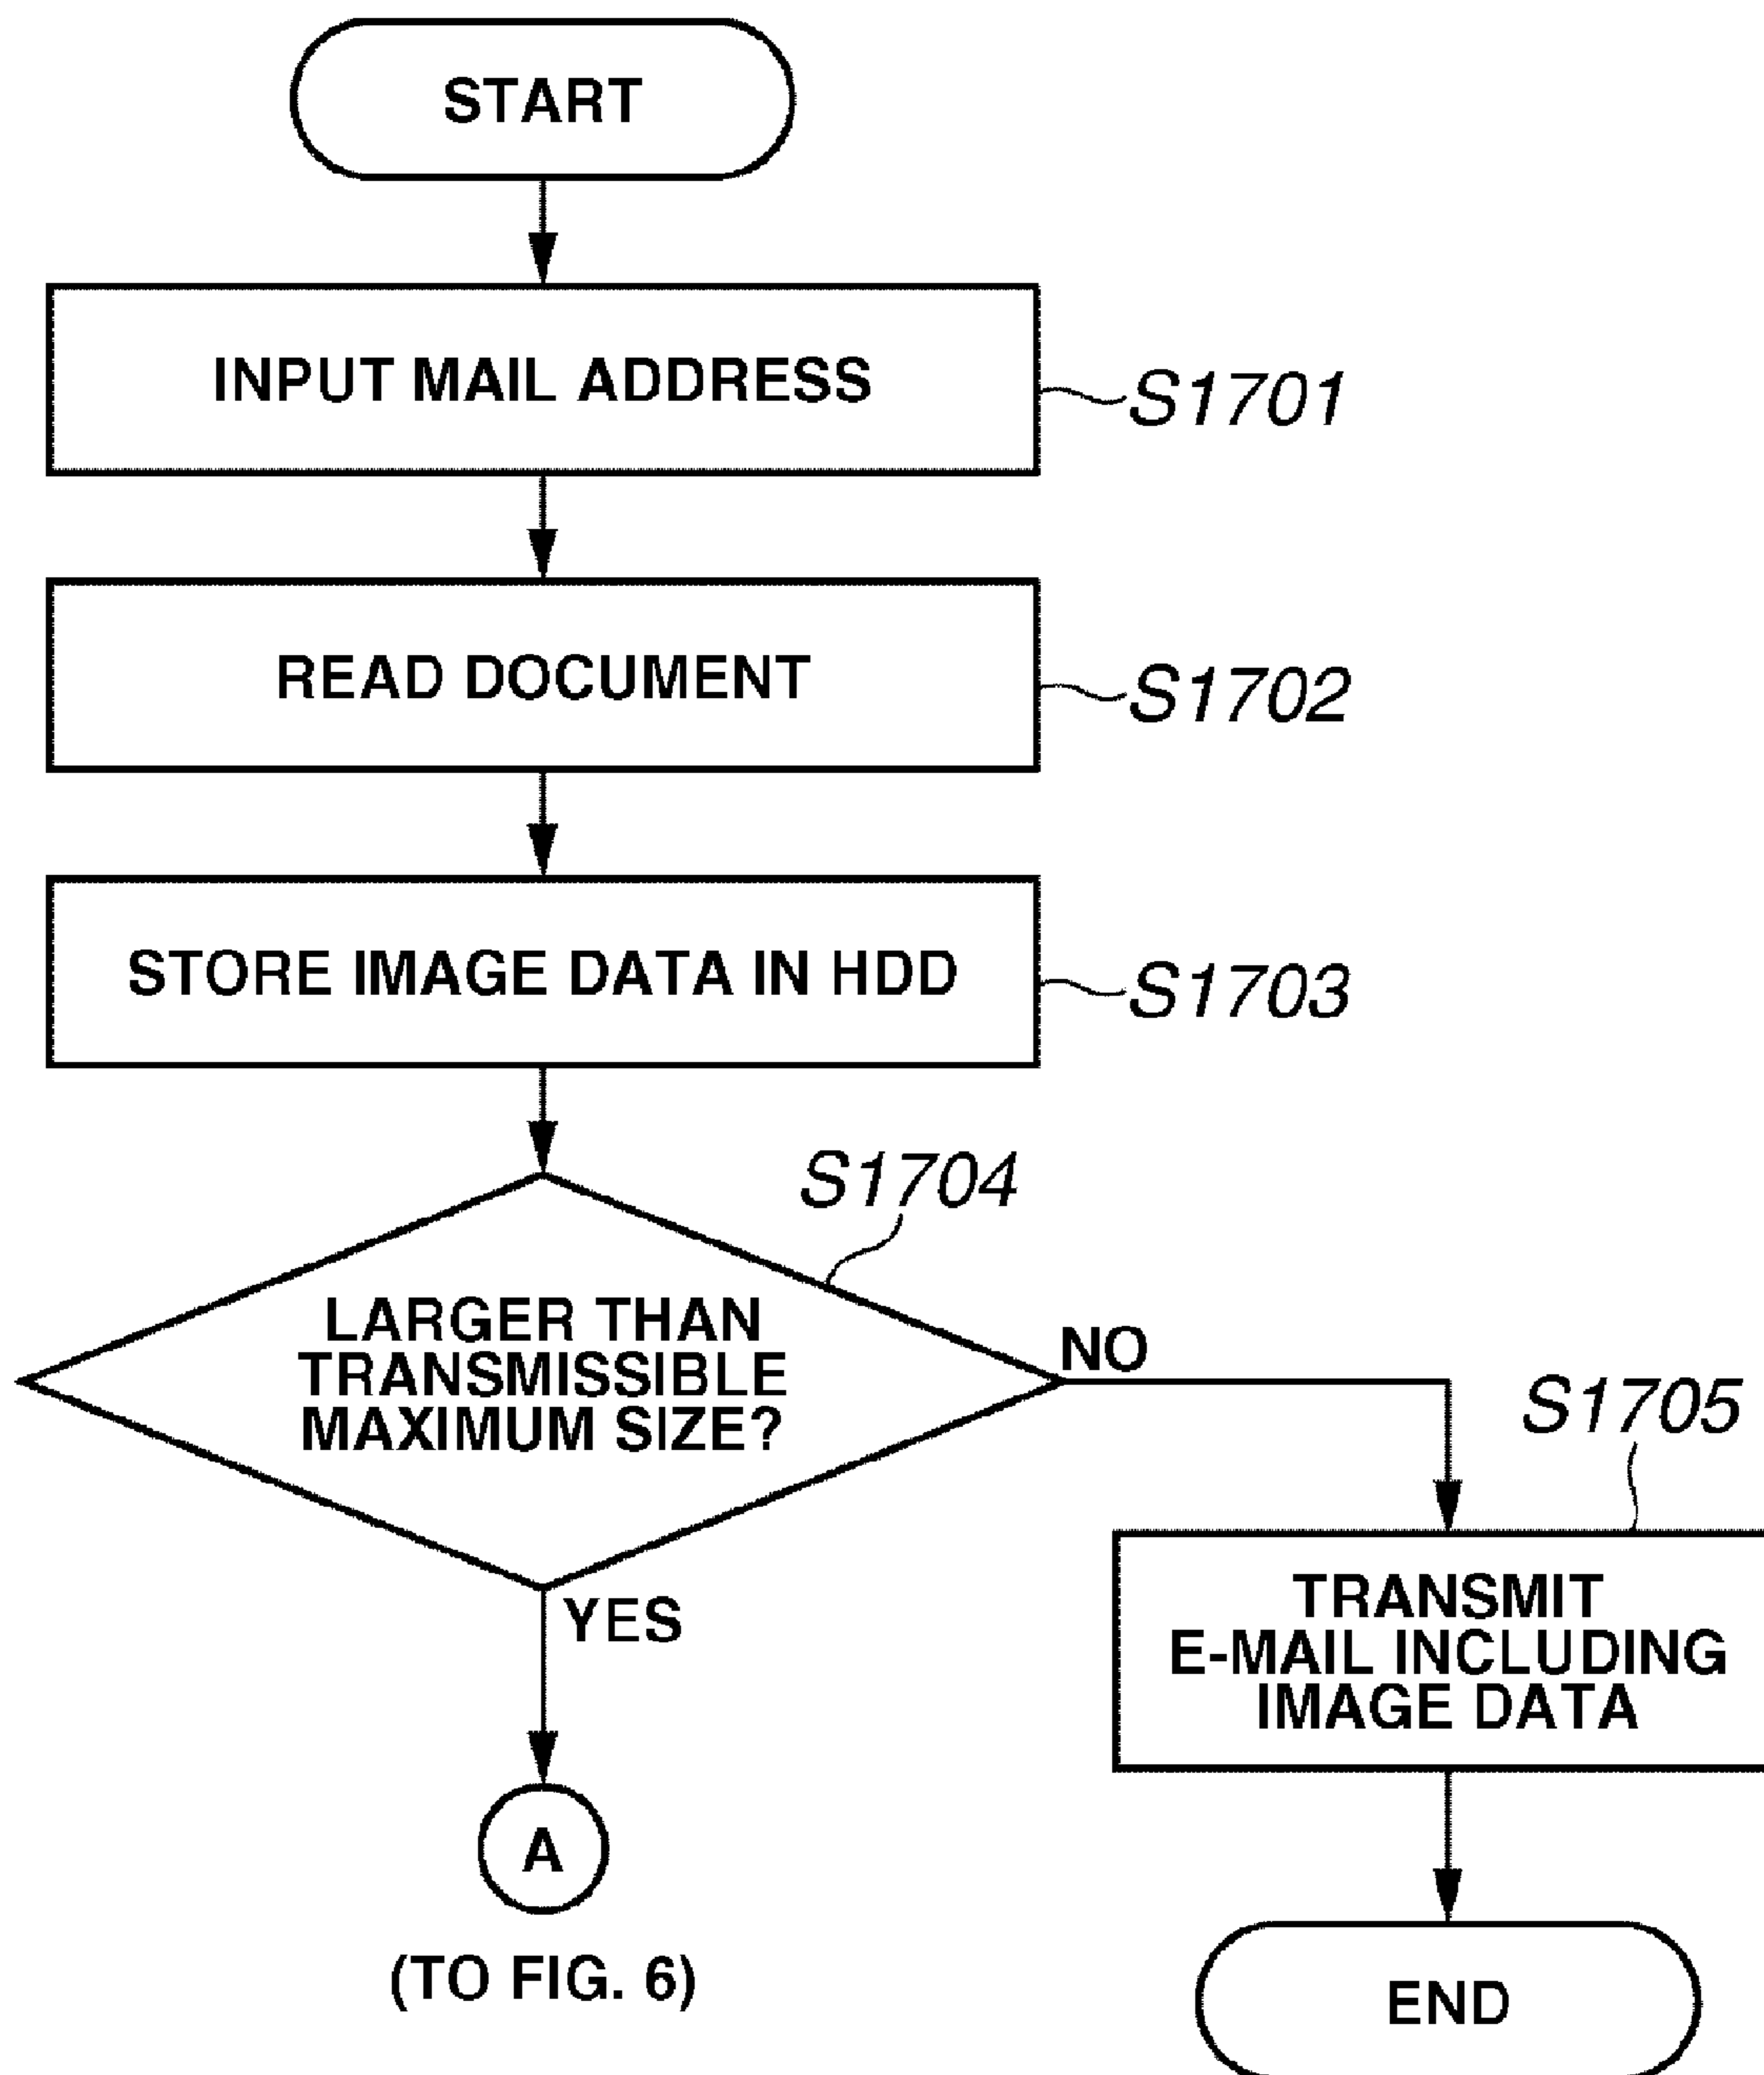 START
INPUT MAIL ADDRESS
S1701
READ DOCUMENT
S1702
STORE IMAGE DATA IN HDD
S1703
S1704
LARGER THAN
TRANSMISSIBLE
MAXIMUM SIZE?
NO
YES
S1705
TRANSMIT
E-MAIL INCLUDING
IMAGE DATA
A
(TO FIG. 6)
END